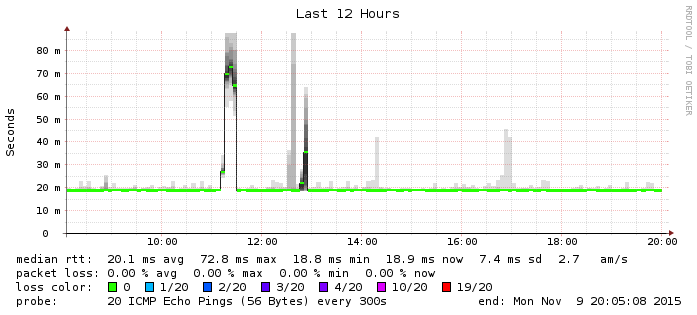 Last 12 Hours
RRDTOOL / TOBI OETIKER
Seconds
80 m
70 m
60 m
50 m
40 m
30 m
20 m
10 m
0
10:00 12:00 14:00 16:00 18:00 20:00
median rtt: 20.1 ms avg 72.8 ms max 18.8 ms min 18.9 ms now 7.4 ms sd 2.7 am/s
packet loss: 0.00 % avg 0.00 % max 0.00 % min 0.00 % now
loss color: 0 1/20 2/20 3/20 4/20 10/20 19/20
probe: 20 ICMP Echo Pings (56 Bytes) every 300s end: Mon Nov 9 20:05:08 2015